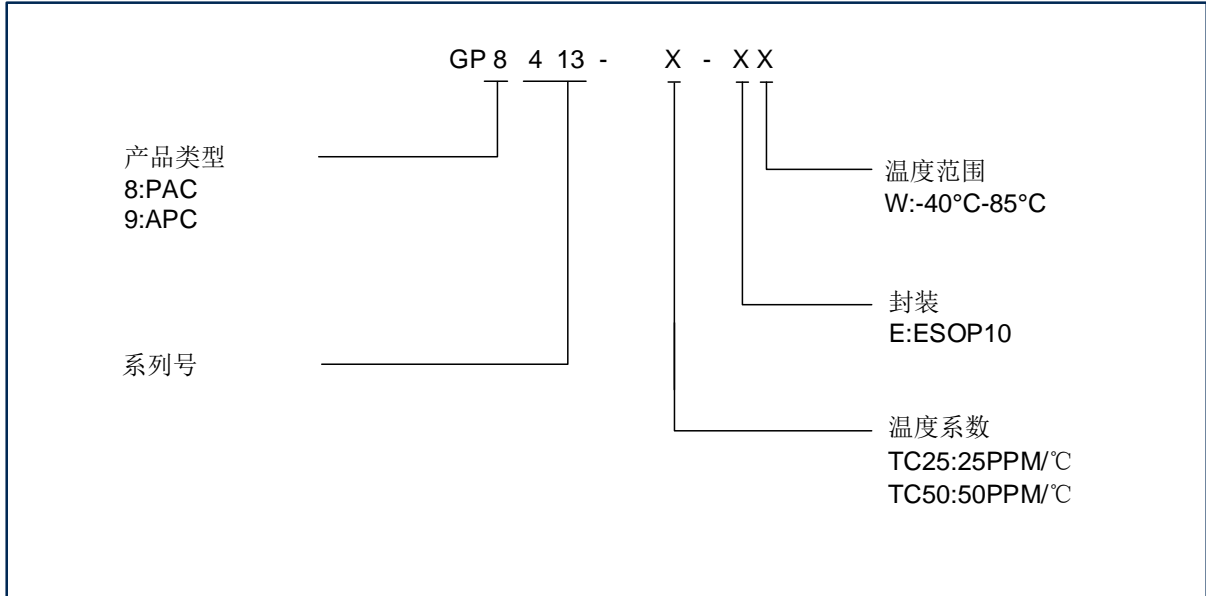 GP 8 4 13 - X - X X
产品类型
8:PAC
9:APC
系列号
温度范围
W:-40°C-85°C
封装
E:ESOP10
温度系数
TC25:25PPM/℃
TC50:50PPM/℃